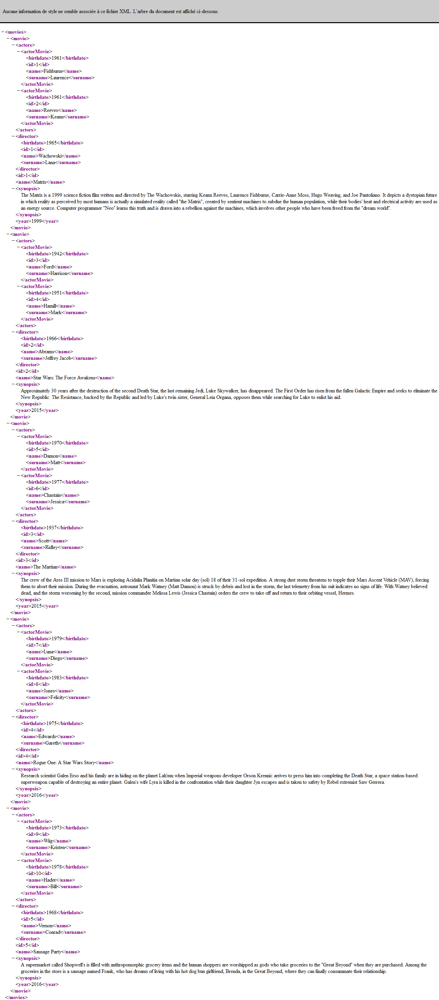 Aucune information de style ne semble associée à ce fichier XML. L’arbre du document est affiché ci-dessous.
−<movies>
−<movie>
−<actors>
−<actorMovie>
<birthdate>1961</birthdate>
<id>1</id>
<name>Fishburne</name>
<surname>Laurence</surname>
</actorMovie>
−<actorMovie>
<birthdate>1961</birthdate>
<id>2</id>
<name>Reeves</name>
<surname>Keanu</surname>
</actorMovie>
</actors>
−<director>
<birthdate>1965</birthdate>
<id>1</id>
<name>Wachowski</name>
<surname>Lana</surname>
</director>
<id>1</id>
<name>Matrix</name>
−<synopsis>
The Matrix is a 1999 science fiction film written and directed by The Wachowskis, starring Keanu Reeves, Laurence Fishburne, Carrie-Anne Moss, Hugo Weaving, and Joe Pantoliano. It depicts a dystopian future
in which reality as perceived by most humans is actually a simulated reality called "the Matrix", created by sentient machines to subdue the human population, while their bodies' heat and electrical activity are used as
an energy source. Computer programmer "Neo" learns this truth and is drawn into a rebellion against the machines, which involves other people who have been freed from the "dream world".
</synopsis>
<year>1999</year>
</movie>
−<movie>
−<actors>
−<actorMovie>
<birthdate>1942</birthdate>
<id>3</id>
<name>Ford</name>
<surname>Harrison</surname>
</actorMovie>
−<actorMovie>
<birthdate>1951</birthdate>
<id>4</id>
<name>Hamill</name>
<surname>Mark</surname>
</actorMovie>
</actors>
−<director>
<birthdate>1966</birthdate>
<id>2</id>
<name>Abrams</name>
<surname>Jeffrey Jacob</surname>
</director>
<id>2</id>
<name>Star Wars: The Force Awakens</name>
−<synopsis>
Approximately 30 years after the destruction of the second Death Star, the last remaining Jedi, Luke Skywalker, has disappeared. The First Order has risen from the fallen Galactic Empire and seeks to eliminate the
New Republic. The Resistance, backed by the Republic and led by Luke's twin sister, General Leia Organa, opposes them while searching for Luke to enlist his aid.
</synopsis>
<year>2015</year>
</movie>
−<movie>
−<actors>
−<actorMovie>
<birthdate>1970</birthdate>
<id>5</id>
<name>Damon</name>
<surname>Matt</surname>
</actorMovie>
−<actorMovie>
<birthdate>1977</birthdate>
<id>6</id>
<name>Chastain</name>
<surname>Jessica</surname>
</actorMovie>
</actors>
−<director>
<birthdate>1937</birthdate>
<id>3</id>
<name>Scott</name>
<surname>Ridley</surname>
</director>
<id>3</id>
<name>The Martian</name>
−<synopsis>
The crew of the Ares III mission to Mars is exploring Acidalia Planitia on Martian solar day (sol) 18 of their 31-sol expedition. A strong dust storm threatens to topple their Mars Ascent Vehicle (MAV), forcing
them to abort their mission. During the evacuation, astronaut Mark Watney (Matt Damon) is struck by debris and lost in the storm; the last telemetry from his suit indicates no signs of life. With Watney believed
dead, and the storm worsening by the second, mission commander Melissa Lewis (Jessica Chastain) orders the crew to take off and return to their orbiting vessel, Hermes.
</synopsis>
<year>2015</year>
</movie>
−<movie>
−<actors>
−<actorMovie>
<birthdate>1979</birthdate>
<id>7</id>
<name>Luna</name>
<surname>Diego</surname>
</actorMovie>
−<actorMovie>
<birthdate>1983</birthdate>
<id>8</id>
<name>Jones</name>
<surname>Felicity</surname>
</actorMovie>
</actors>
−<director>
<birthdate>1975</birthdate>
<id>4</id>
<name>Edwards</name>
<surname>Gareth</surname>
</director>
<id>4</id>
<name>Rogue One: A Star Wars Story</name>
−<synopsis>
Research scientist Galen Erso and his family are in hiding on the planet Lah'mu when Imperial weapons developer Orson Krennic arrives to press him into completing the Death Star, a space station-based
superweapon capable of destroying an entire planet. Galen's wife Lyra is killed in the confrontation while their daughter Jyn escapes and is taken to safety by Rebel extremist Saw Gerrera.
</synopsis>
<year>2016</year>
</movie>
−<movie>
−<actors>
−<actorMovie>
<birthdate>1973</birthdate>
<id>9</id>
<name>Wiig</name>
<surname>Kristen</surname>
</actorMovie>
−<actorMovie>
<birthdate>1978</birthdate>
<id>10</id>
<name>Hader</name>
<surname>Bill</surname>
</actorMovie>
</actors>
−<director>
<birthdate>1968</birthdate>
<id>5</id>
<name>Vernon</name>
<surname>Conrad</surname>
</director>
<id>5</id>
<name>Sausage Party</name>
−<synopsis>
A supermarket called Shopwell's is filled with anthropomorphic grocery items and the human shoppers are worshipped as gods who take groceries to the "Great Beyond" when they are purchased. Among the
groceries in the store is a sausage named Frank, who has dreams of living with his hot dog bun girlfriend, Brenda, in the Great Beyond, where they can finally consummate their relationship.
</synopsis>
<year>2016</year>
</movie>
</movies>